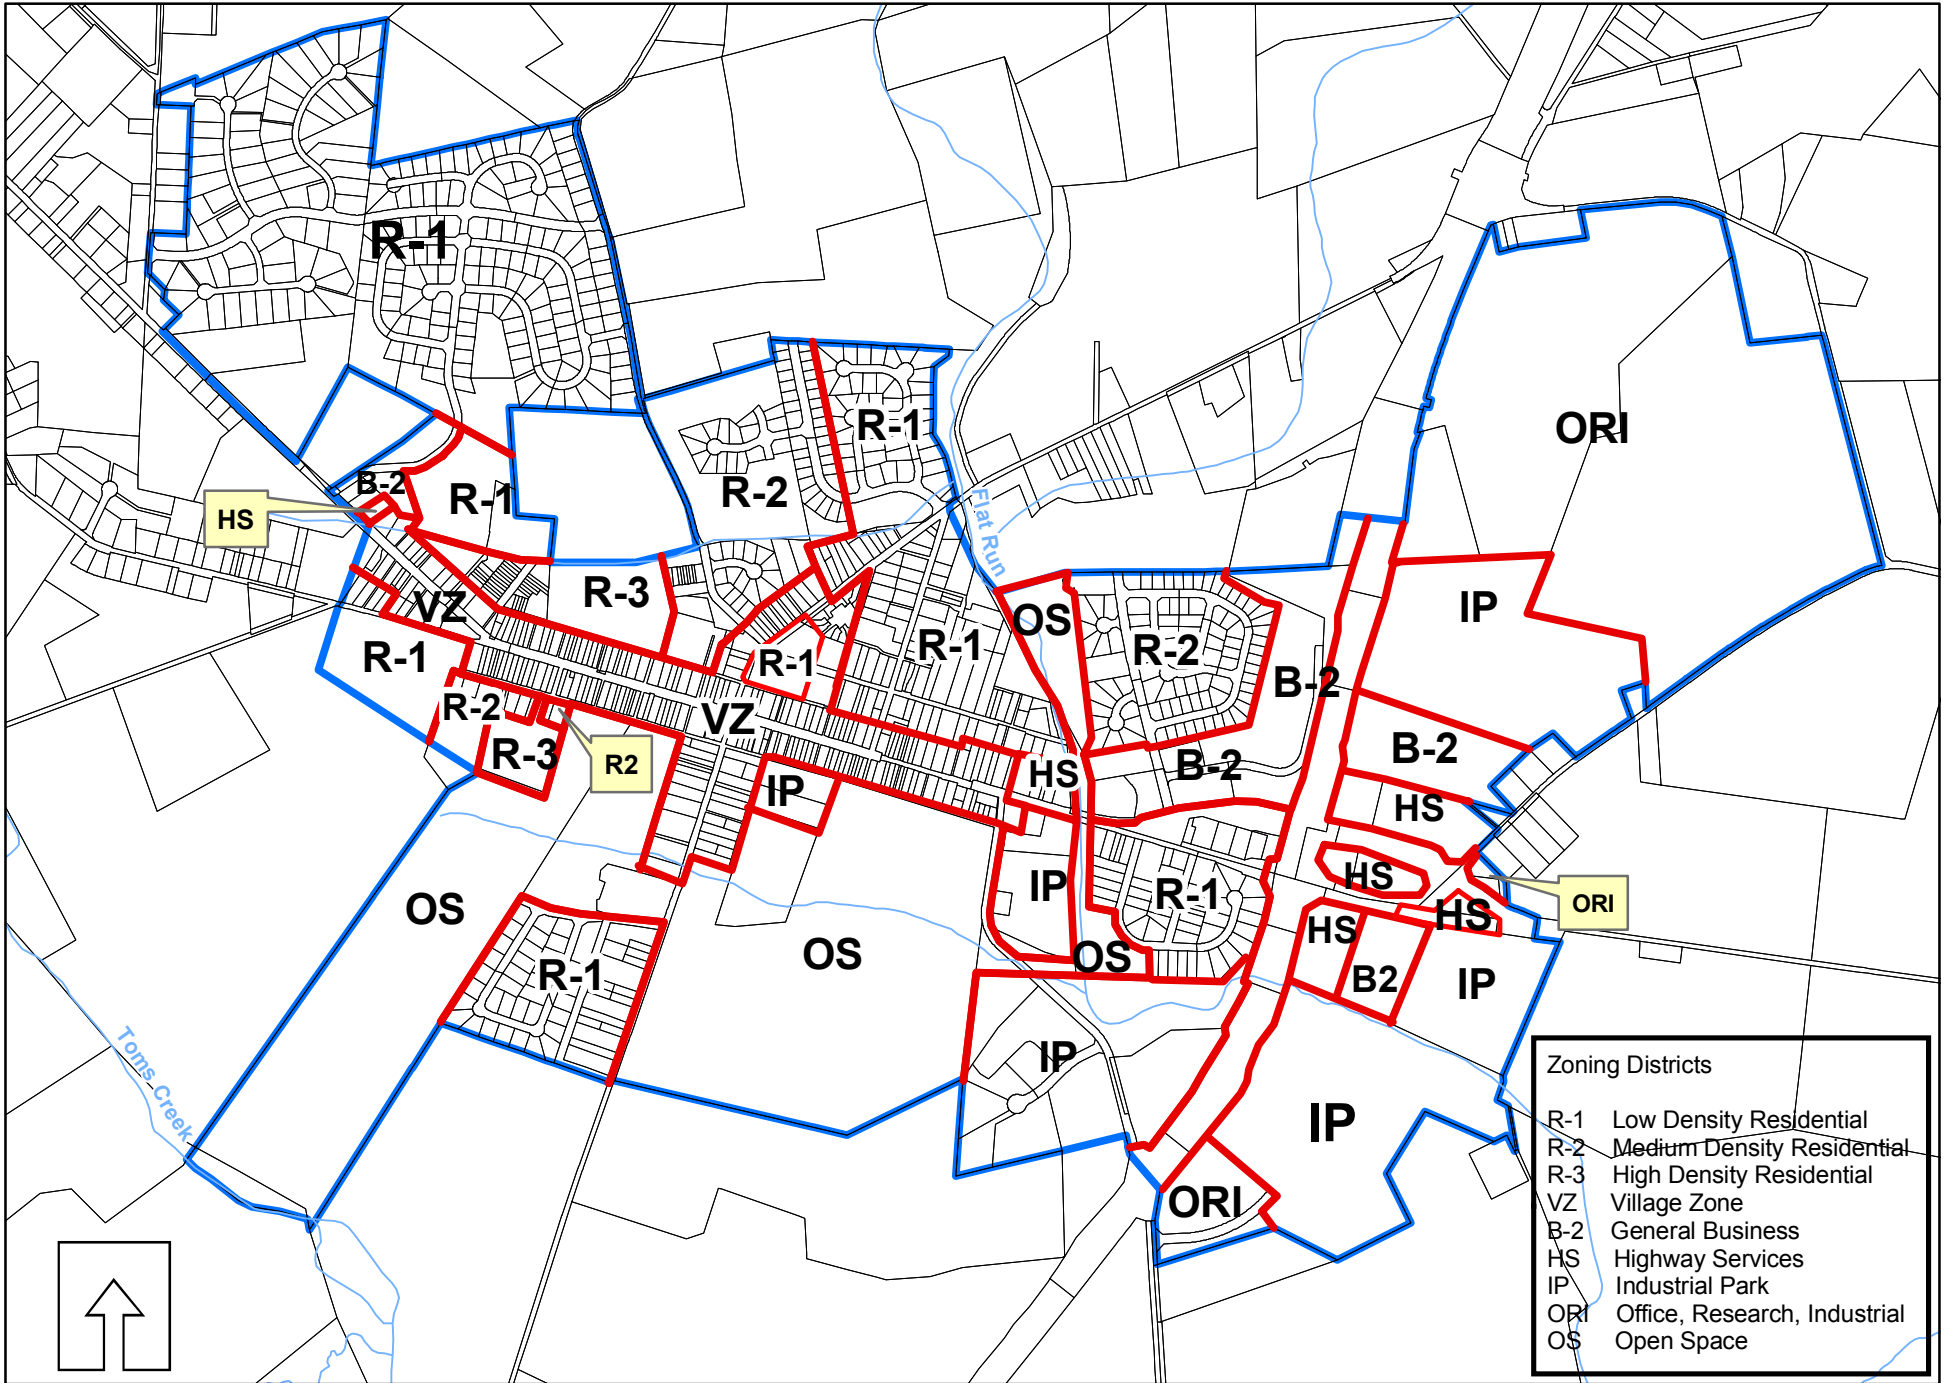 R-1
ORI
R-1
B-2
R-1
R-2
HS
Flat Run
R-3
IP
VZ
OS
R-1
R-1
R-2
R-1
B-2
R-2
VZ
R-3
R2
B-2
B-2
HS
IP
HS
HS
IP
R-1
ORI
OS
HS
HS
OS
OS
R-1
B2
IP
Toms Creek
IP
IP
ORI
Zoning Districts
R-1 Low Density Residential
R-2 Medium Density Residential
R-3 High Density Residential
VZ Village Zone
B-2 General Business
HS Highway Services
IP Industrial Park
ORI Office, Research, Industrial
OS Open Space